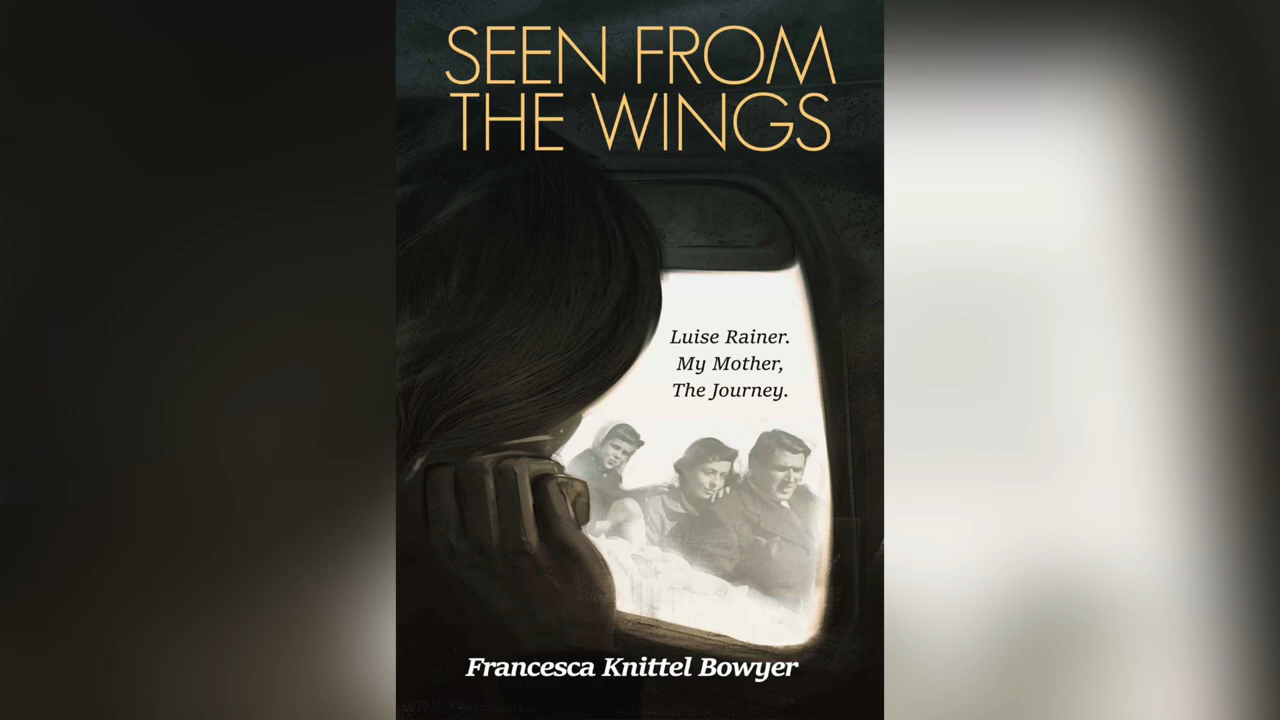 SEEN FROM
THE WINGS
Luise Rainer.
My Mother,
The Journey.
Francesca Knittel Bowyer